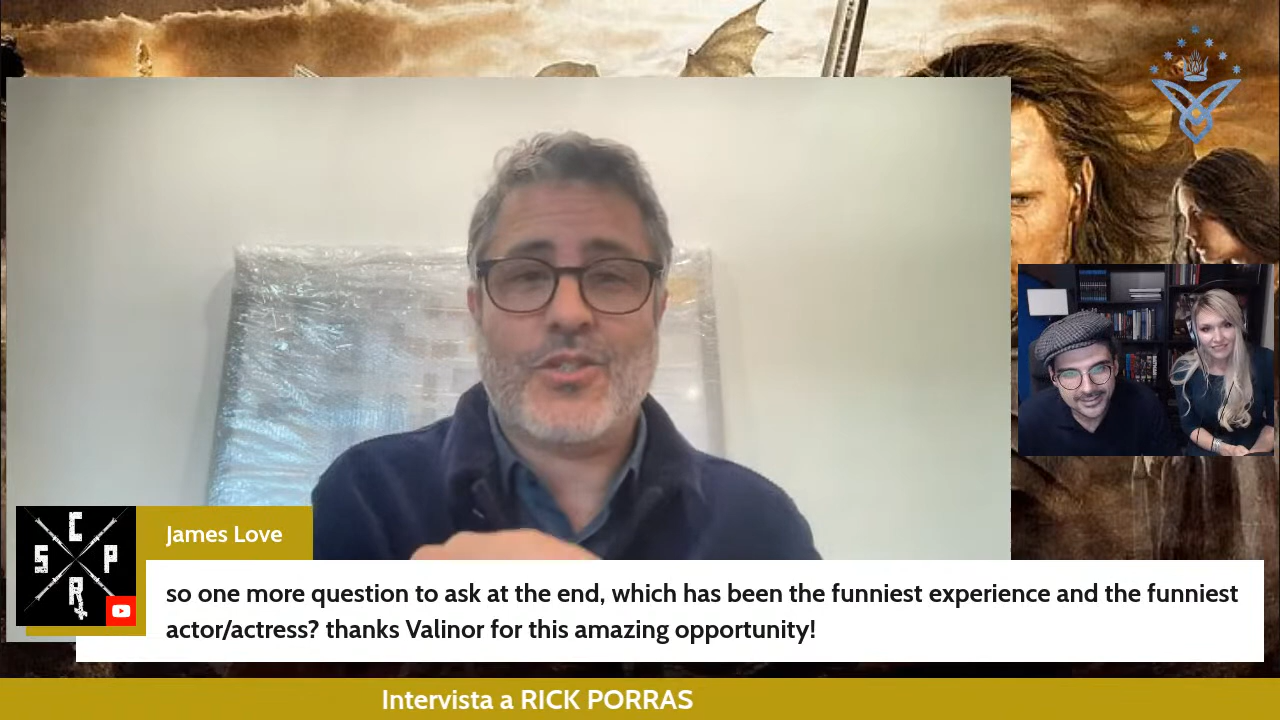 C
S P
R
James Love
so one more question to ask at the end, which has been the funniest experience and the funniest
actor/actress? thanks Valinor for this amazing opportunity!
Intervista a RICK PORRAS